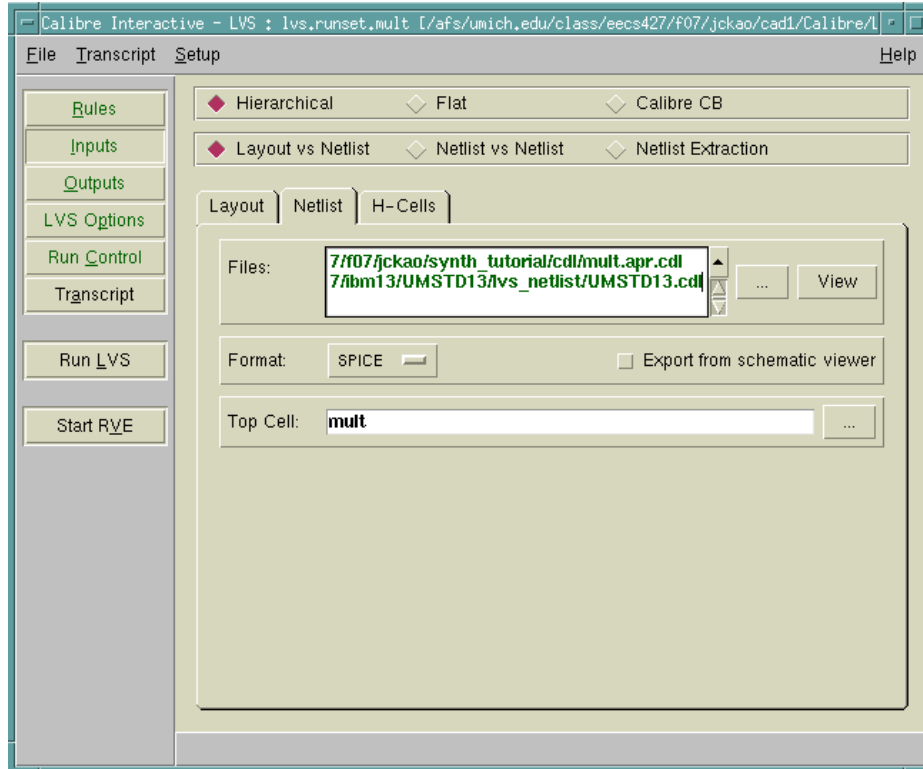 Calibre Interactive - LVS : lvs.runset.mult [/afs/umich.edu/class/eecs427/f07/jckao/cad1/Calibre/L
File Transcript Setup Help
Rules
Inputs
Outputs
LVS Options
Run Control
Transcript
Run LVS
Start RVE
Hierarchical Flat Calibre CB
Layout vs Netlist Netlist vs Netlist Netlist Extraction
Layout Netlist H-Cells
Files:
7/f07/jckao/synth_tutorial/cdl/mult.apr.cdl
7/ibm13/UMSTD13/lvs_netlist/UMSTD13.cdl
... View
Format: SPICE Export from schematic viewer
Top Cell: mult ...